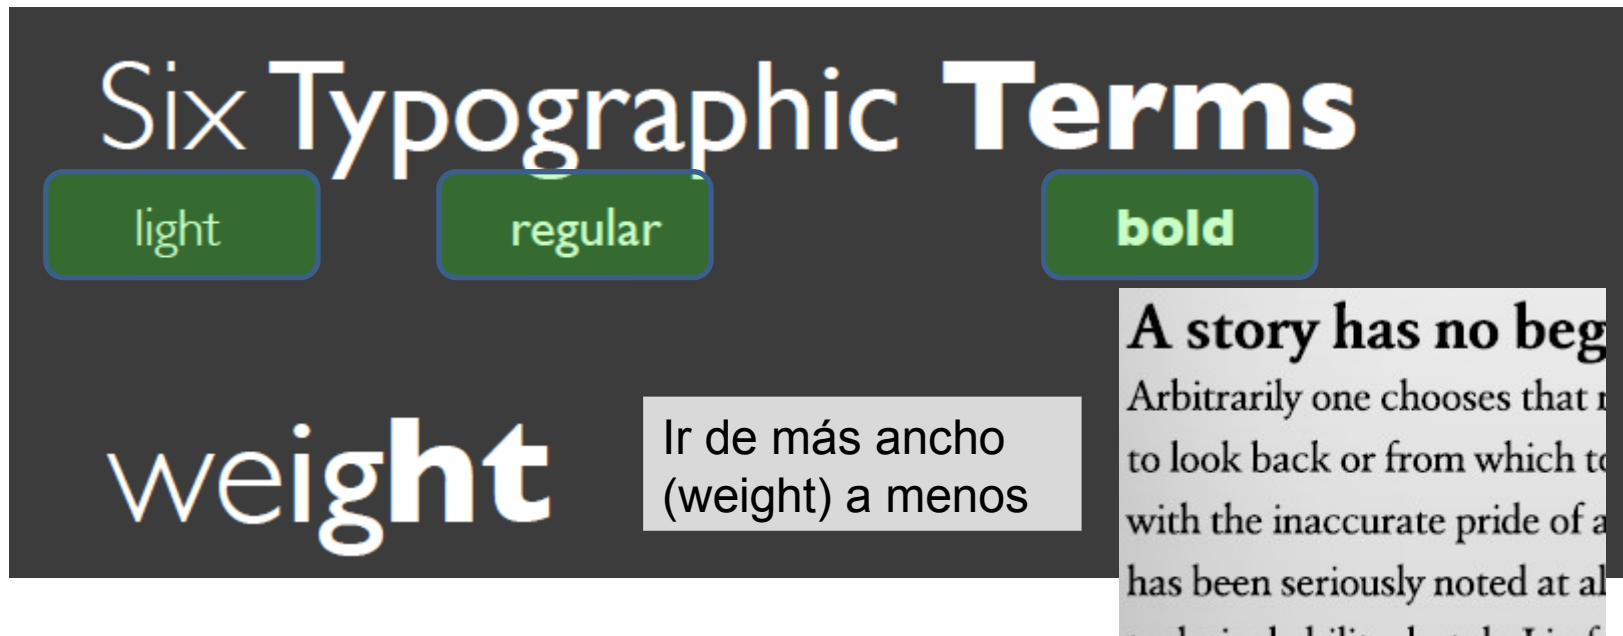 Six Typographic Terms
light regular bold
weight
Ir de más ancho
(weight) a menos
A story has no beg
Arbitrarily one chooses that
to look back or from which to
with the inaccurate pride of a
has been seriously noted at al